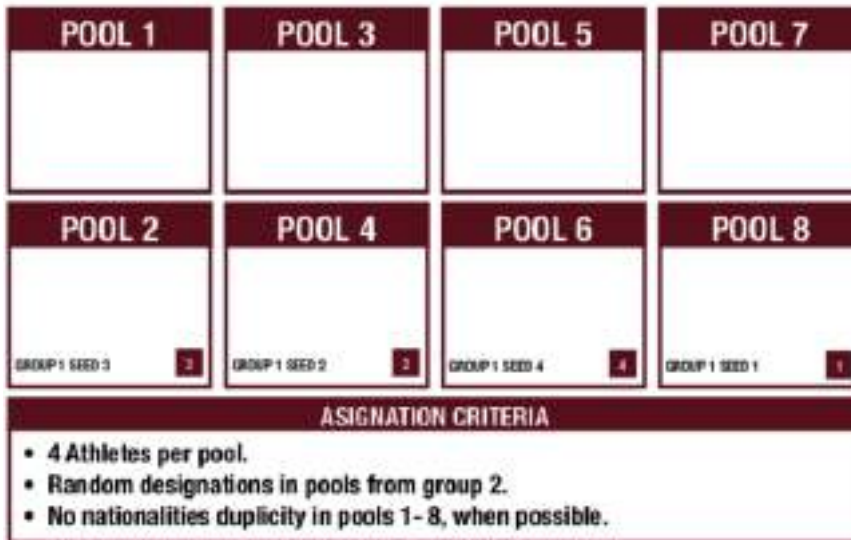 POOL 1
POOL 3
POOL 5
POOL 7
POOL 2
POOL 4
POOL 6
POOL 8
GROUP 1 SEED 3
GROUP 1 SEED 2
GROUP 1 SEED 4 4
GROUP 1 SEED 1 1
ASIGNATION CRITERIA
• 4 Athletes per pool.
• Random designations in pools from group 2.
• No nationalities duplicity in pools 1- 8, when possible.